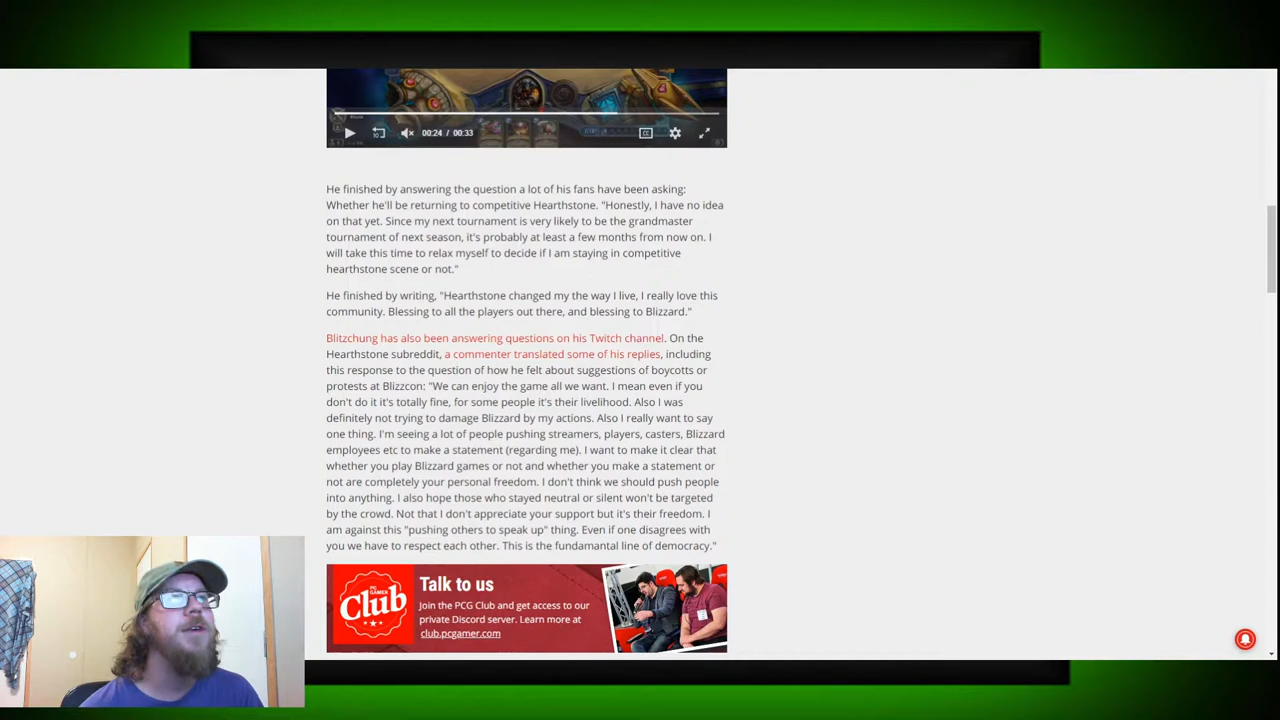 00:24 / 00:33
CC
He finished by answering the question a lot of his fans have been asking:
Whether he'll be returning to competitive Hearthstone. "Honestly, I have no idea
on that yet. Since my next tournament is very likely to be the grandmaster
tournament of next season, it's probably at least a few months from now on. I
will take this time to relax myself to decide if I am staying in competitive
hearthstone scene or not."
He finished by writing, "Hearthstone changed my the way I live, I really love this
community. Blessing to all the players out there, and blessing to Blizzard."
Blitzchung has also been answering questions on his Twitch channel. On the
Hearthstone subreddit, a commenter translated some of his replies, including
this response to the question of how he felt about suggestions of boycotts or
protests at Blizzcon: "We can enjoy the game all we want. I mean even if you
don't do it it's totally fine, for some people it's their livelihood. Also I was
definitely not trying to damage Blizzard by my actions. Also I really want to say
one thing. I'm seeing a lot of people pushing streamers, players, casters, Blizzard
employees etc to make a statement (regarding me). I want to make it clear that
whether you play Blizzard games or not and whether you make a statement or
not are completely your personal freedom. I don't think we should push people
into anything. I also hope those who stayed neutral or silent won't be targeted
by the crowd. Not that I don't appreciate your support but it's their freedom. I
am against this "pushing others to speak up" thing. Even if one disagrees with
you we have to respect each other. This is the fundamantal line of democracy."
PC
GAMER
Club
Talk to us
Join the PCG Club and get access to our
private Discord server. Learn more at
club.pcgamer.com